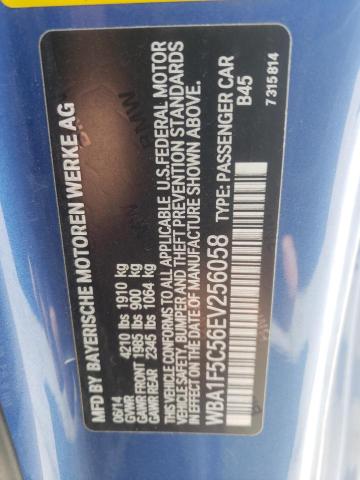 MFD BY BAYERISCHE MOTOREN WERKE AG
06/14
GVWR 4210 lbs 1910 kg
GAWR FRONT 1985 lbs 900 kg
GAWR REAR 2345 lbs 1064 kg
THIS VEHICLE CONFORMS TO ALL APPLICABLE U.S.FEDERAL MOTOR
VEHICLE SAFETY, BUMPER AND THEFT PREVENTION STANDARDS
IN EFFECT ON THE DATE OF MANUFACTURE SHOWN ABOVE.
WBA1F5C56EV256058 TYPE: PASSENGER CAR
B45
7 315 814
BMW